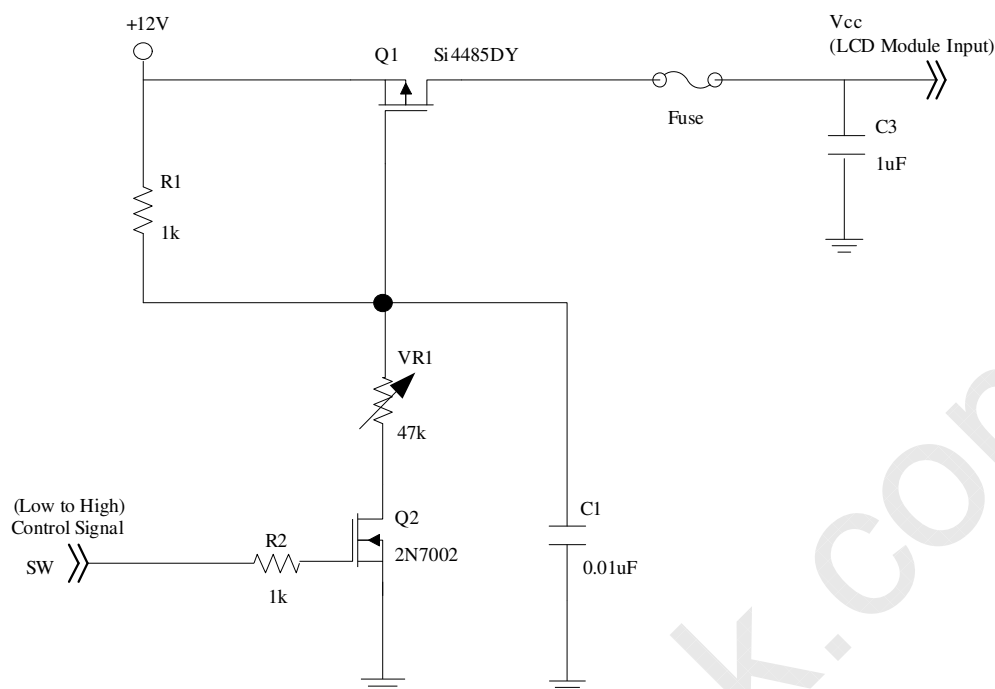 +12V
Vcc
(LCD Module Input)
Q1
Si4485DY
Fuse
C3
1uF
R1
1k
VR1
47k
(Low to High)
Control Signal
SW
R2
1k
Q2
2N7002
C1
0.01uF
k.com